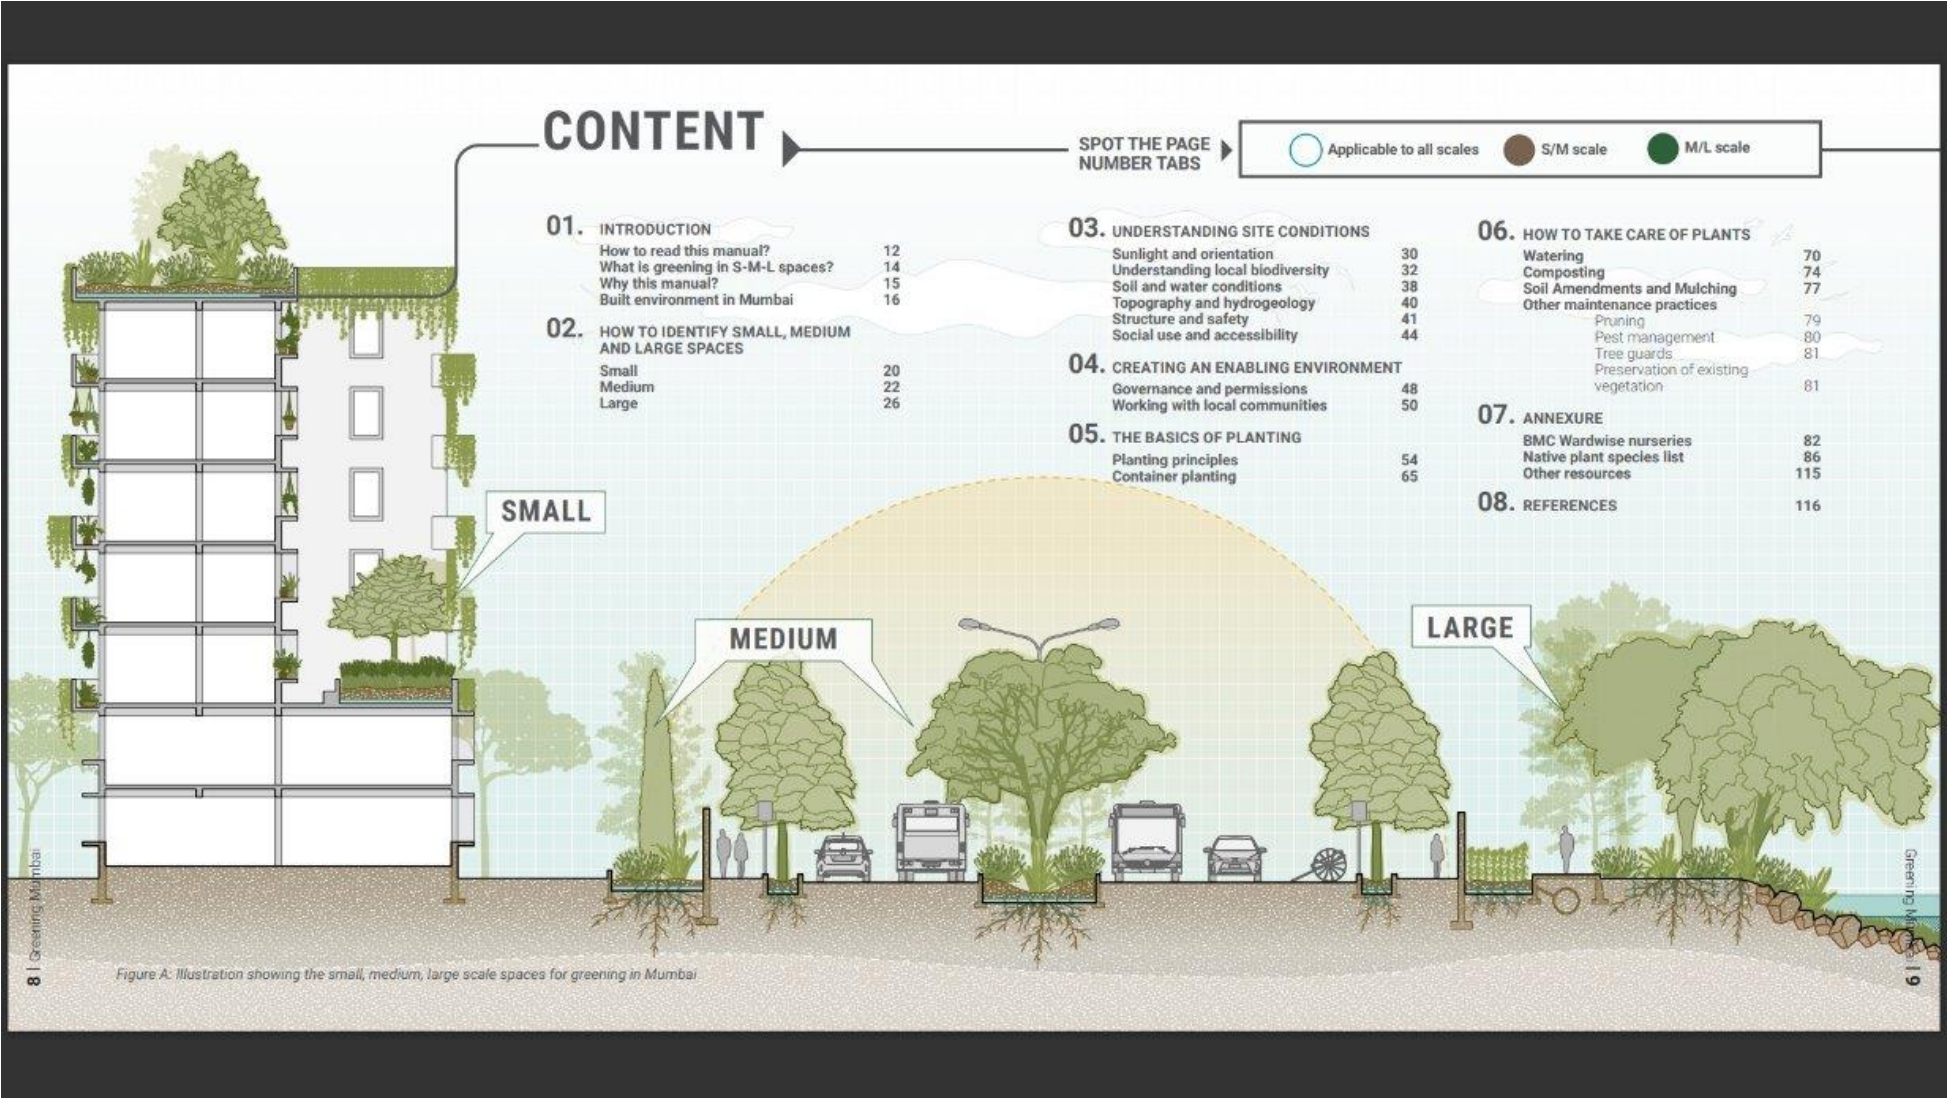 CONTENT
SPOT THE PAGE
NUMBER TABS
Applicable to all scales
S/M scale
M/L scale
01. INTRODUCTION
How to read this manual? 12
What is greening in S-M-L spaces? 14
Why this manual? 15
Built environment in Mumbai 16
02. HOW TO IDENTIFY SMALL, MEDIUM
AND LARGE SPACES
Small 20
Medium 22
Large 26
03. UNDERSTANDING SITE CONDITIONS
Sunlight and orientation 30
Understanding local biodiversity 32
Soil and water conditions 38
Topography and hydrogeology 40
Structure and safety 41
Social use and accessibility 44
04. CREATING AN ENABLING ENVIRONMENT
Governance and permissions 48
Working with local communities 50
05. THE BASICS OF PLANTING
Planting principles 54
Container planting 65
06. HOW TO TAKE CARE OF PLANTS
Watering 70
Composting 74
Soil Amendments and Mulching 77
Other maintenance practices
Pruning 79
Pest management 80
Tree guards 81
Preservation of existing
vegetation 81
07. ANNEXURE
BMC Wardwise nurseries 82
Native plant species list 86
Other resources 115
08. REFERENCES 116
SMALL
MEDIUM
LARGE
Figure A: Illustration showing the small, medium, large scale spaces for greening in Mumbai
8 | Greening Mumbai
Greening Mumbai | 9